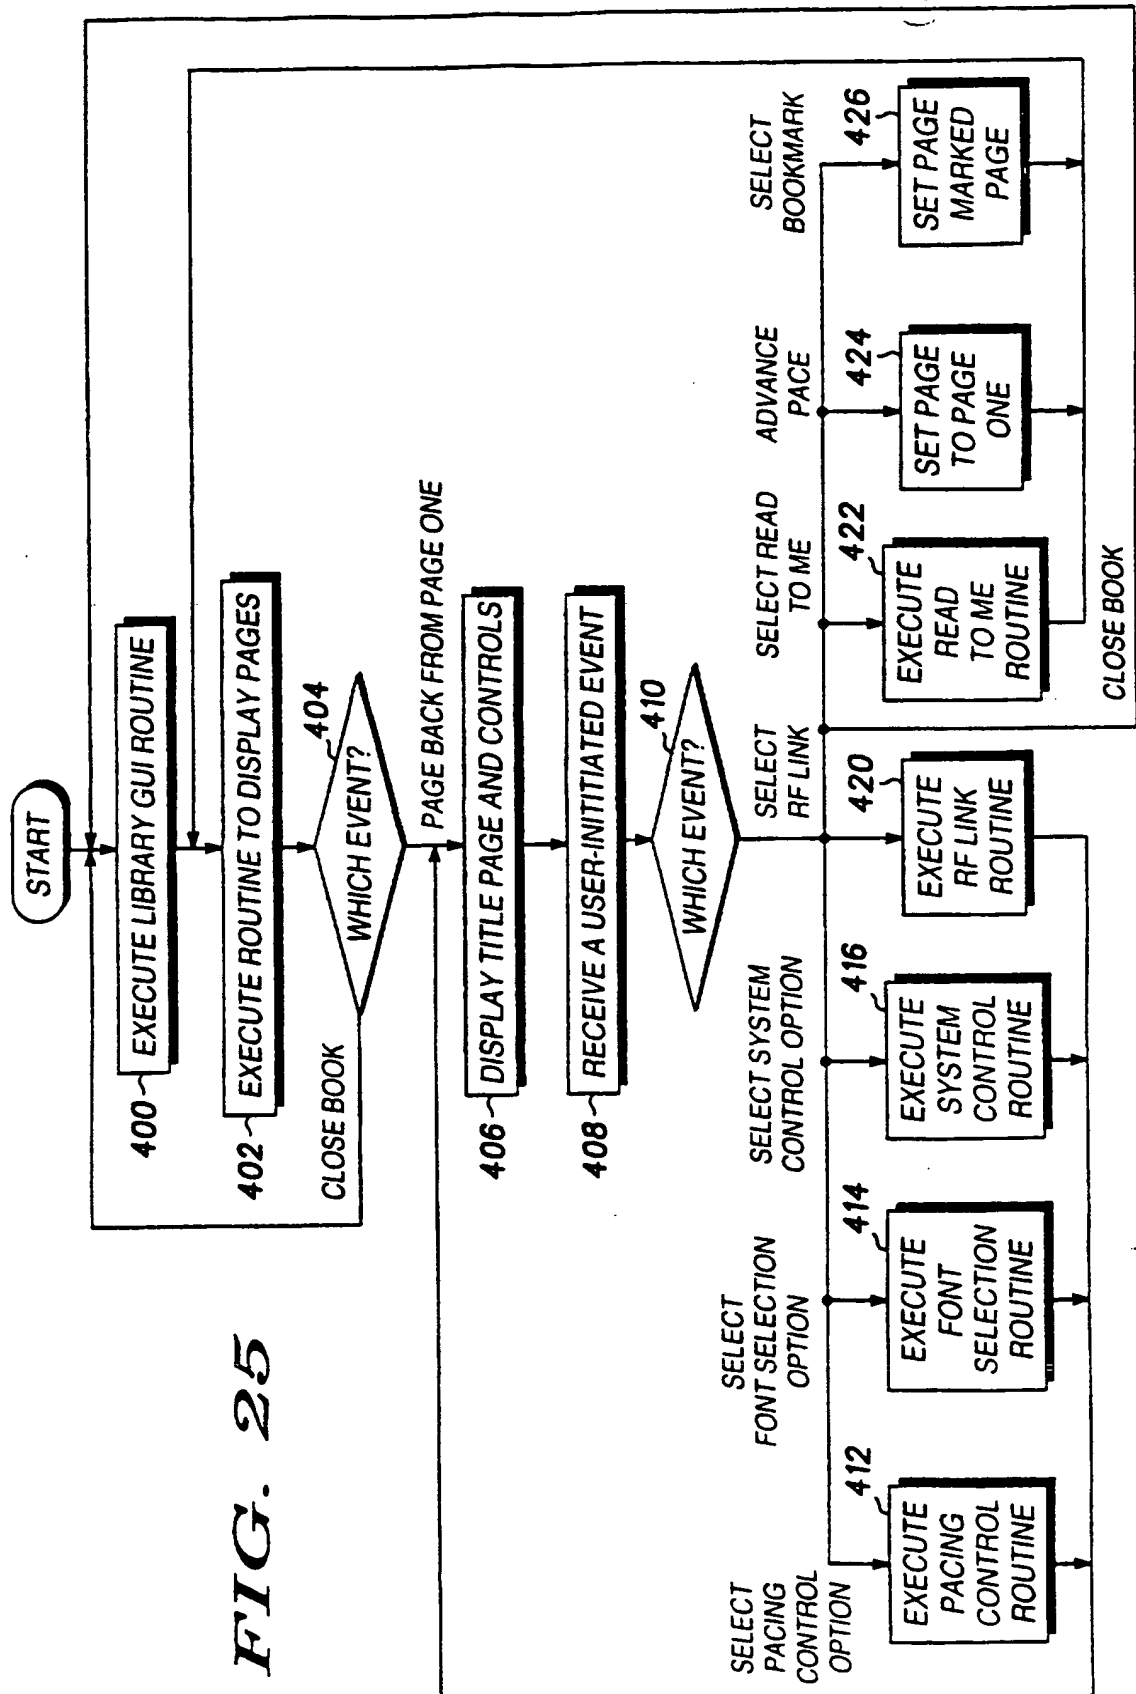 FIG. 25
START
400
EXECUTE LIBRARY GUI ROUTINE
402
EXECUTE ROUTINE TO DISPLAY PAGES
404
WHICH EVENT?
CLOSE BOOK
PAGE BACK FROM PAGE ONE
406
DISPLAY TITLE PAGE AND CONTROLS
408
RECEIVE A USER-INITIATED EVENT
410
WHICH EVENT?
SELECT
PACING
CONTROL
OPTION
412
EXECUTE
PACING
CONTROL
ROUTINE
SELECT
FONT SELECTION
OPTION
414
EXECUTE
FONT
SELECTION
ROUTINE
SELECT SYSTEM
CONTROL OPTION
416
EXECUTE
SYSTEM
CONTROL
ROUTINE
SELECT
RF LINK
420
EXECUTE
RF LINK
ROUTINE
SELECT READ
TO ME
422
EXECUTE
READ
TO ME
ROUTINE
ADVANCE
PACE
424
SET PAGE
TO PAGE
ONE
SELECT
BOOKMARK
426
SET PAGE
MARKED
PAGE
CLOSE BOOK